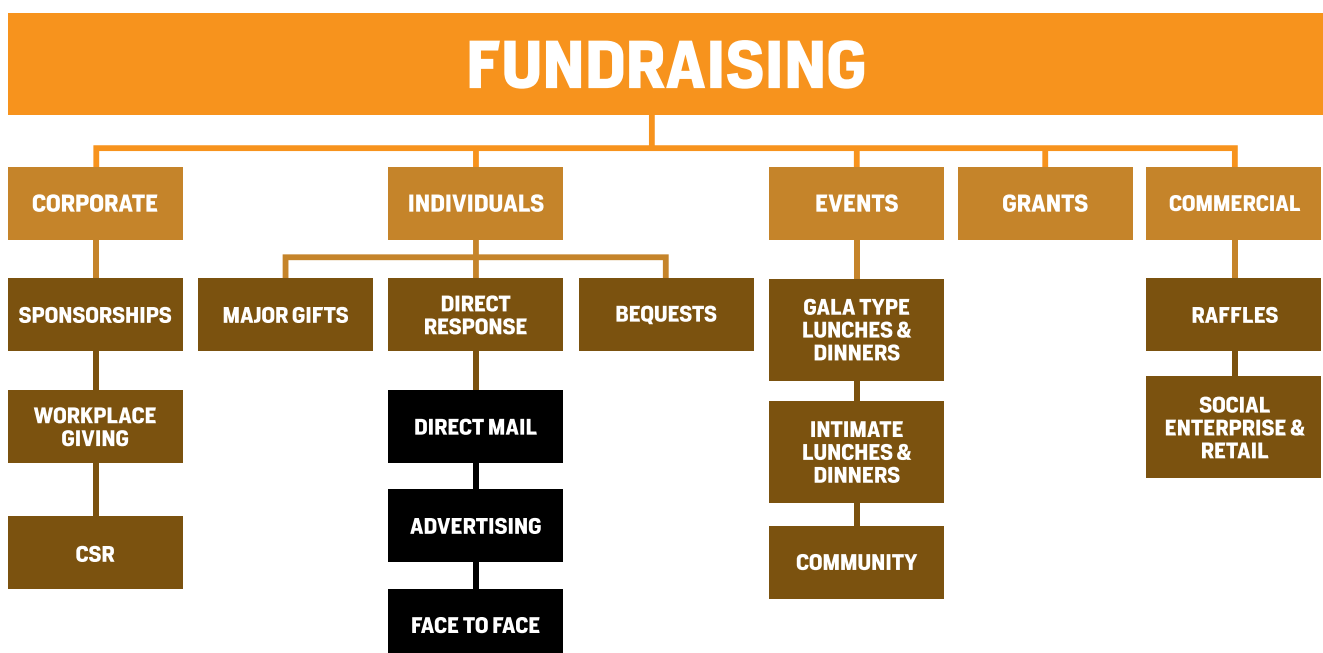 FUNDRAISING
CORPORATE
INDIVIDUALS
EVENTS
GRANTS
COMMERCIAL
SPONSORSHIPS
MAJOR GIFTS
DIRECT
RESPONSE
BEQUESTS
GALA TYPE
LUNCHES &
DINNERS
RAFFLES
WORKPLACE
GIVING
DIRECT MAIL
INTIMATE
LUNCHES &
DINNERS
SOCIAL
ENTERPRISE &
RETAIL
CSR
ADVERTISING
COMMUNITY
FACE TO FACE